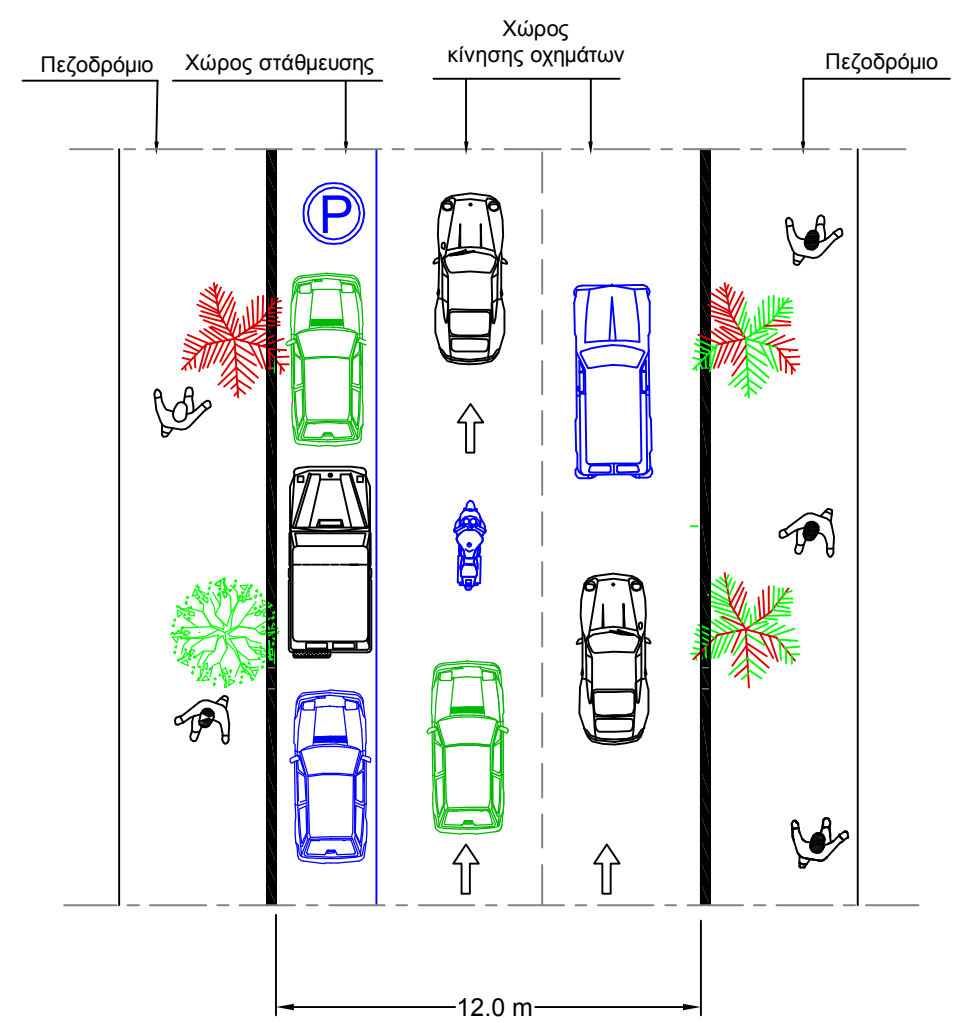 Πεζοδρόμιο
Χώρος στάθμευσης
Χώρος
κίνησης οχημάτων
Πεζοδρόμιο
P
12.0 m